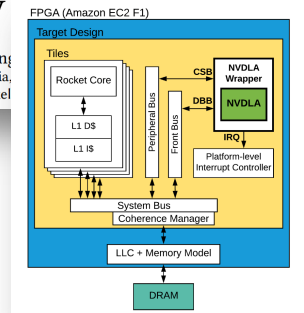 FPGA (Amazon EC2 F1)
Target Design
Tiles
Rocket Core
L1 D$
L1 I$
Peripheral Bus
Front Bus
CSB
DBB
NVDLA
Wrapper
NVDLA
IRQ
Platform-level
Interrupt Controller
System Bus
Coherence Manager
LLC + Memory Model
DRAM